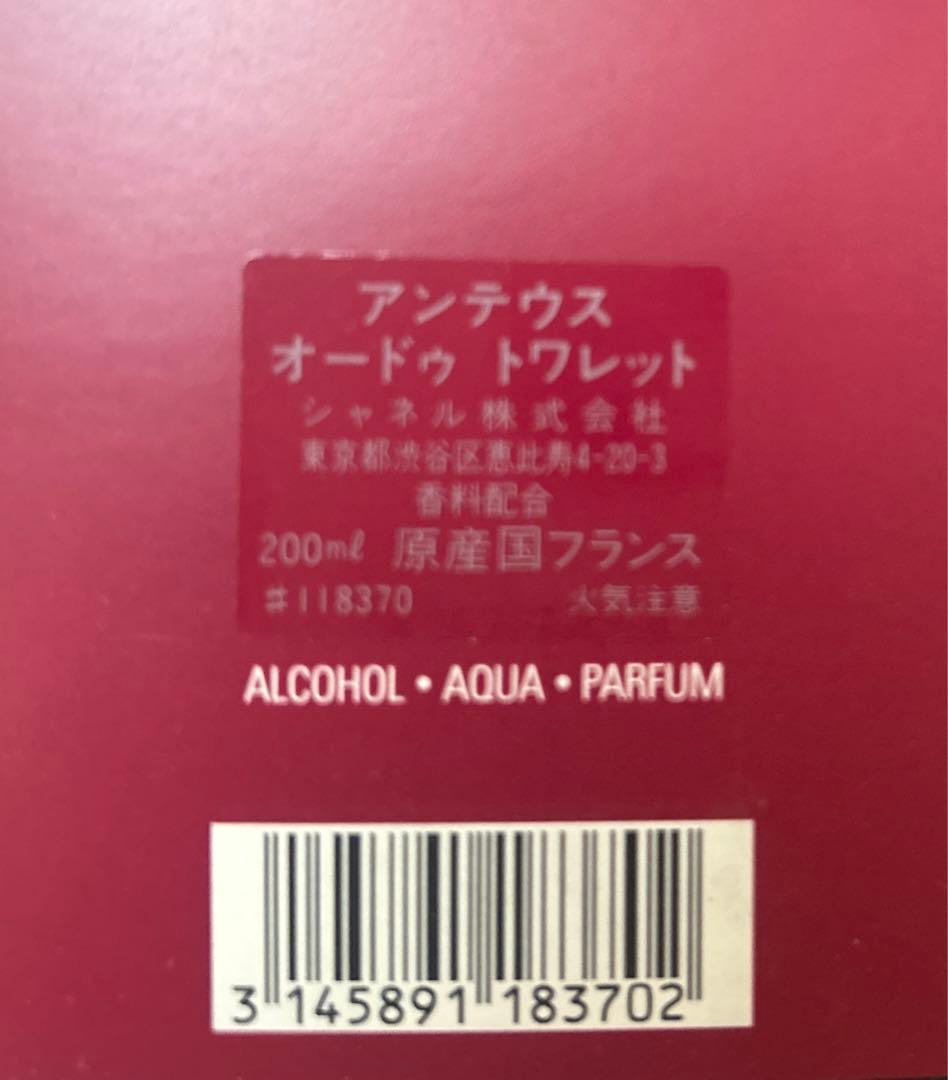 アンテウス
オードゥ トワレット
シャネル株式会社
東京都渋谷区恵比寿4-20-3
香料配合
200ml 原産国フランス
#118370 火気注意
ALCOHOL • AQUA • PARFUM
3 145891 183702